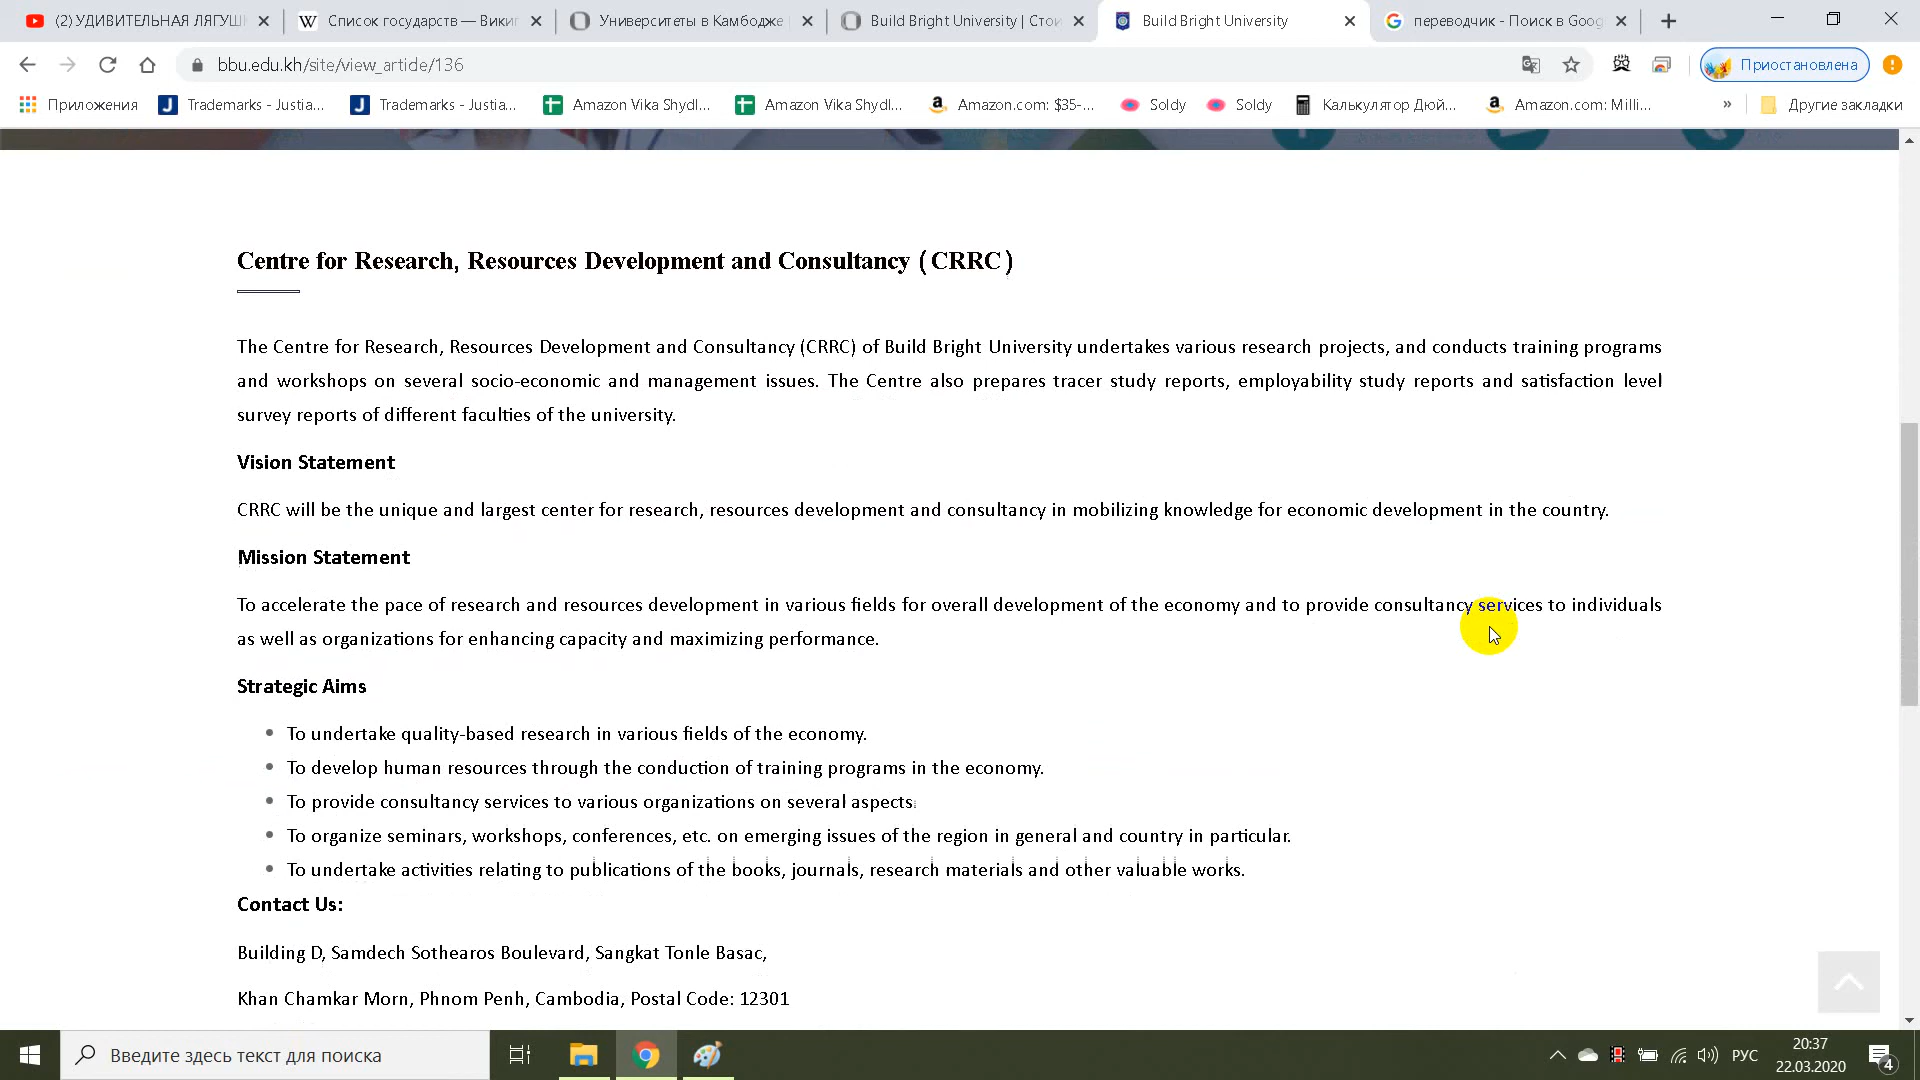 (2) УДИВИТЕЛЬНАЯ ЛЯГУШ
Список государств — Викип
Университеты в Камбодже
Build Bright University | Стои
Build Bright University
переводчик - Поиск в Goog
bbu.edu.kh/site/view_article/136
Приостановлена
Приложения
Trademarks - Justia...
Trademarks - Justia...
Amazon Vika Shydl...
Amazon Vika Shydl...
Amazon.com: $35-...
Soldy
Soldy
Калькулятор Дюй...
Amazon.com: Milli...
»
Другие закладки
Centre for Research, Resources Development and Consultancy (CRRC)
The Centre for Research, Resources Development and Consultancy (CRRC) of Build Bright University undertakes various research projects, and conducts training programs
and workshops on several socio-economic and management issues. The Centre also prepares tracer study reports, employability study reports and satisfaction level
survey reports of different faculties of the university.
Vision Statement
CRRC will be the unique and largest center for research, resources development and consultancy in mobilizing knowledge for economic development in the country.
Mission Statement
To accelerate the pace of research and resources development in various fields for overall development of the economy and to provide consultancy services to individuals
as well as organizations for enhancing capacity and maximizing performance.
Strategic Aims
• To undertake quality-based research in various fields of the economy.
• To develop human resources through the conduction of training programs in the economy.
• To provide consultancy services to various organizations on several aspects.
• To organize seminars, workshops, conferences, etc. on emerging issues of the region in general and country in particular.
• To undertake activities relating to publications of the books, journals, research materials and other valuable works.
Contact Us:
Building D, Samdech Sothearos Boulevard, Sangkat Tonle Basac,
Khan Chamkar Morn, Phnom Penh, Cambodia, Postal Code: 12301
Введите здесь текст для поиска
РУС
20:37
22.03.2020
4